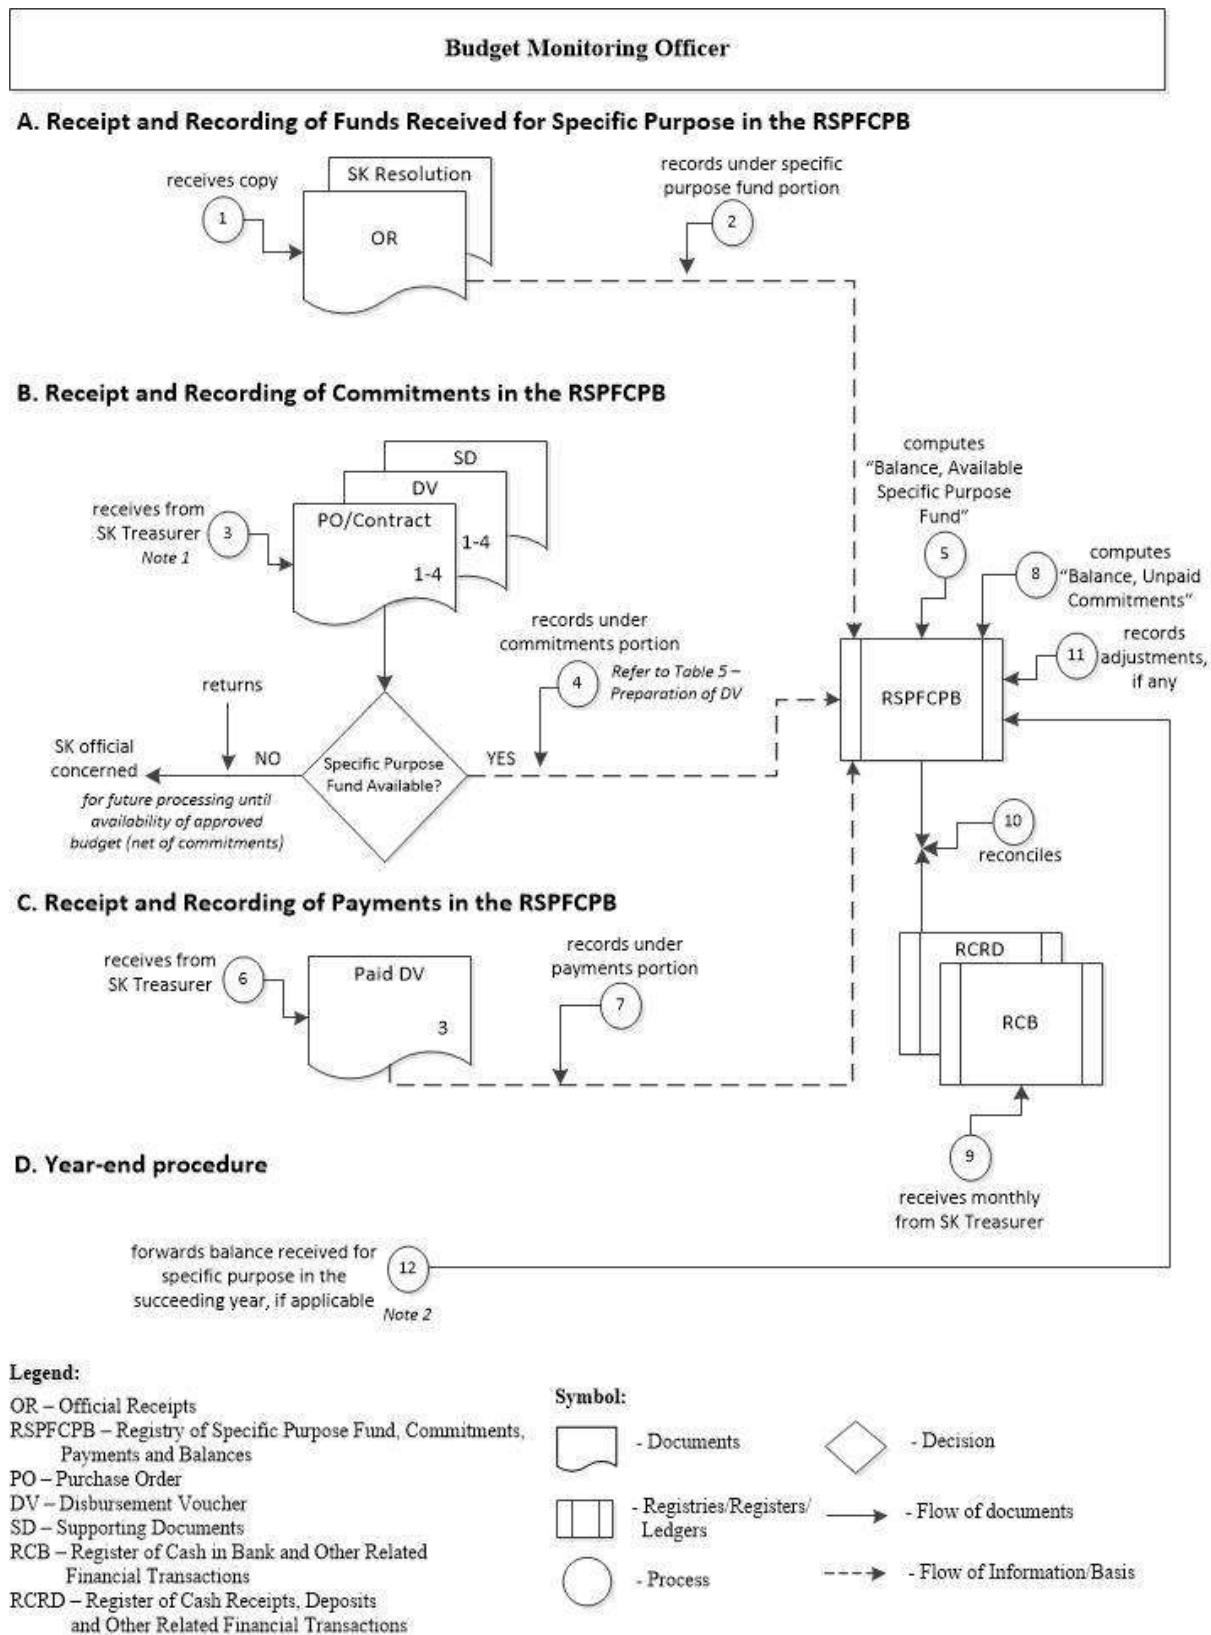 Budget Monitoring Officer
A. Receipt and Recording of Funds Received for Specific Purpose in the RSPFCPB
receives copy
1
SK Resolution
OR
records under specific
purpose fund portion
2
B. Receipt and Recording of Commitments in the RSPFCPB
receives from
SK Treasurer
Note 1
3
SD
DV
1-4
PO/Contract
1-4
records under
commitments portion
4
Refer to Table 5 –
Preparation of DV
computes
“Balance, Available
Specific Purpose
Fund”
5
8
computes
“Balance, Unpaid
Commitments”
11
records
adjustments,
if any
RSPFCPB
returns
SK official
concerned
NO
Specific Purpose
Fund Available?
YES
for future processing until
availability of approved
budget (net of commitments)
10
reconciles
C. Receipt and Recording of Payments in the RSPFCPB
receives from
SK Treasurer
6
Paid DV
3
records under
payments portion
7
RCRD
RCB
9
receives monthly
from SK Treasurer
D. Year-end procedure
forwards balance received for
specific purpose in the
succeeding year, if applicable
12
Note 2
Legend:
OR – Official Receipts
RSPFCPB – Registry of Specific Purpose Fund, Commitments,
Payments and Balances
PO – Purchase Order
DV – Disbursement Voucher
SD – Supporting Documents
RCB – Register of Cash in Bank and Other Related
Financial Transactions
RCRD – Register of Cash Receipts, Deposits
and Other Related Financial Transactions
Symbol:
- Documents
- Decision
- Registries/Registers/
Ledgers
- Flow of documents
- Process
- Flow of Information/Basis